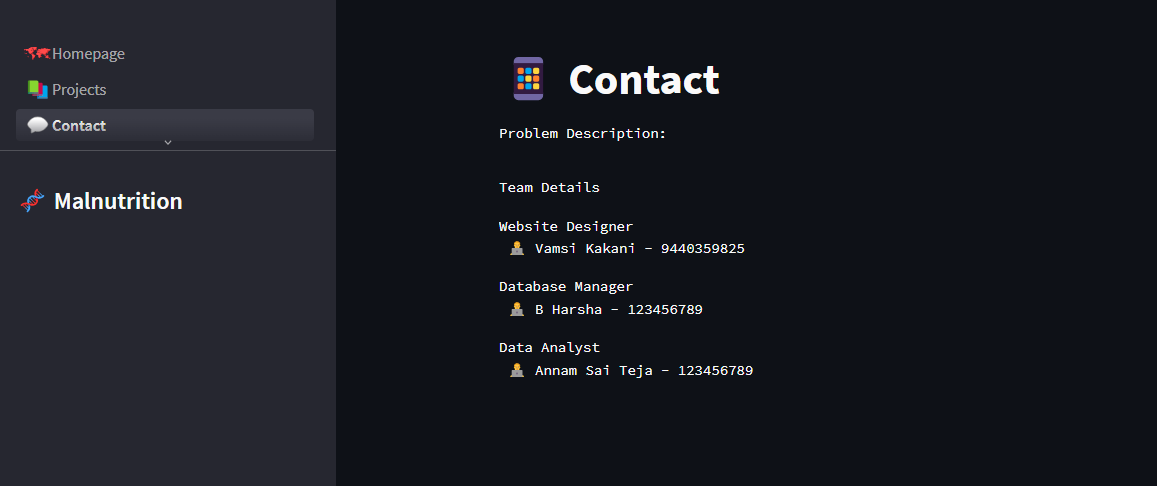 Homepage
Projects
Contact
Malnutrition
Contact
Problem Description:
Team Details
Website Designer
Vamsi Kakani - 9440359825
Database Manager
B Harsha - 123456789
Data Analyst
Annam Sai Teja - 123456789